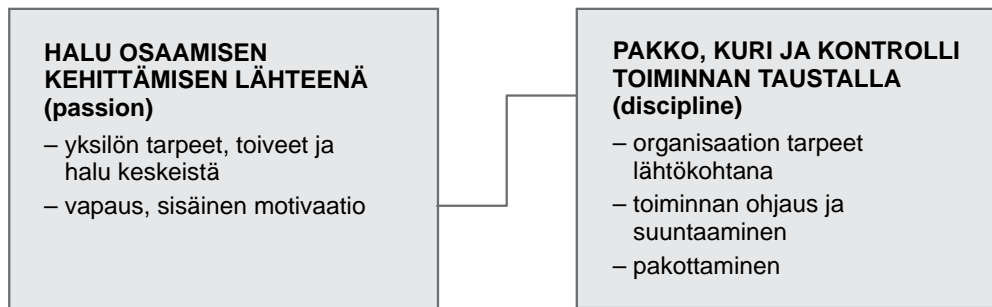 HALU OSAAMISEN
KEHITTÄMISEN LÄHTEENÄ
(passion)
– yksilön tarpeet, toiveet ja
halu keskeistä
– vapaus, sisäinen motivaatio
PAKKO, KURI JA KONTROLLI
TOIMINNAN TAUSTALLA
(discipline)
– organisaation tarpeet
lähtökohtana
– toiminnan ohjaus ja
suuntaaminen
– pakottaminen